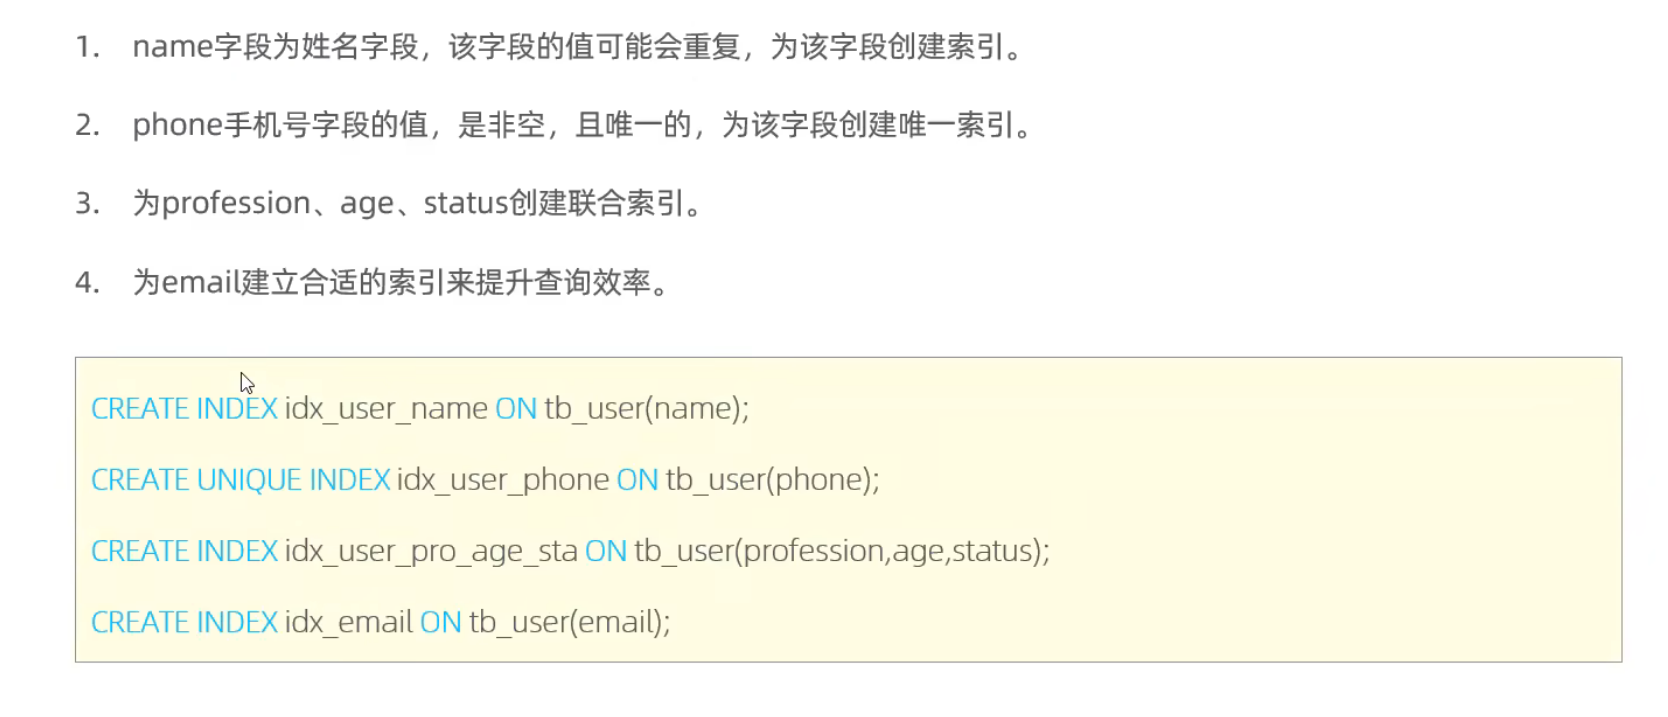 1. name字段为姓名字段，该字段的值可能会重复，为该字段创建索引。
2. phone手机号字段的值，是非空，且唯一的，为该字段创建唯一索引。
3. 为profession、age、status创建联合索引。
4. 为email建立合适的索引来提升查询效率。
CREATE INDEX idx_user_name ON tb_user(name);
CREATE UNIQUE INDEX idx_user_phone ON tb_user(phone);
CREATE INDEX idx_user_pro_age_sta ON tb_user(profession,age,status);
CREATE INDEX idx_email ON tb_user(email);